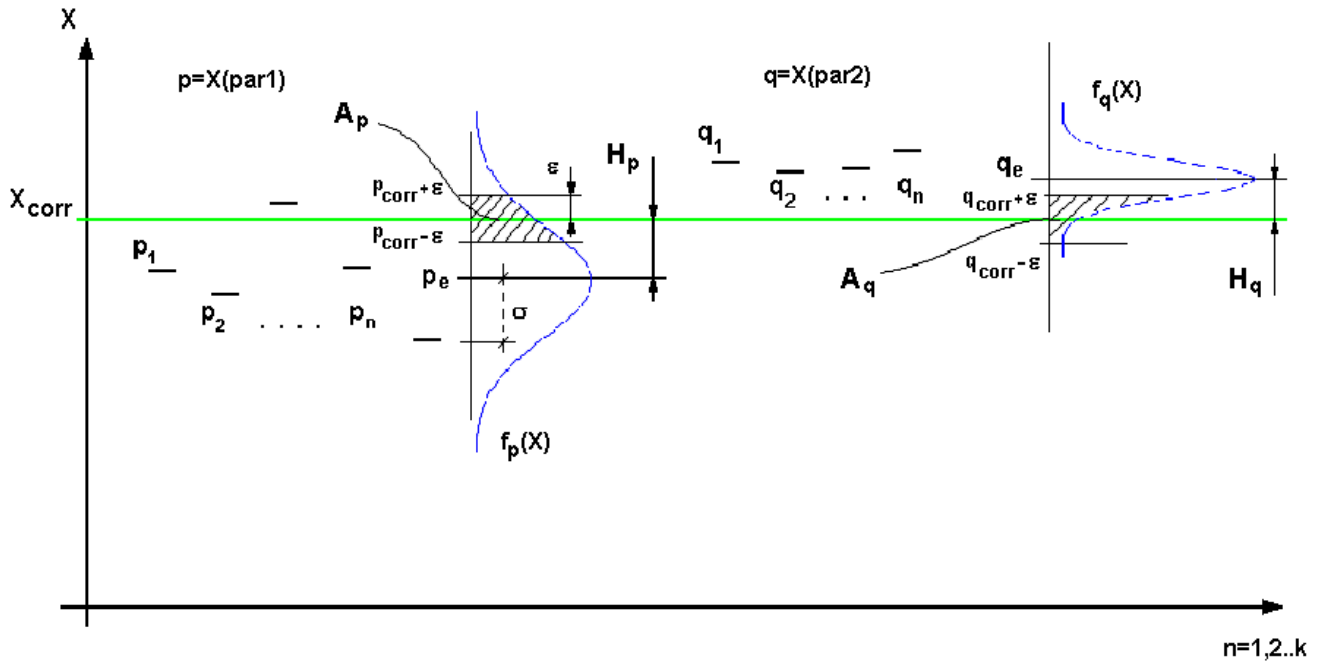 X
p=X(par1)
q=X(par2)
f_q(X)
A_p
H_p
q_1
ε
p_corr+ε
q_e
q_2
. . .
q_n
q_corr+ε
X_corr
p_corr-ε
p_1
q_corr-ε
p_e
A_q
H_q
p_2
. . . .
p_n
σ
f_p(X)
n=1,2..k